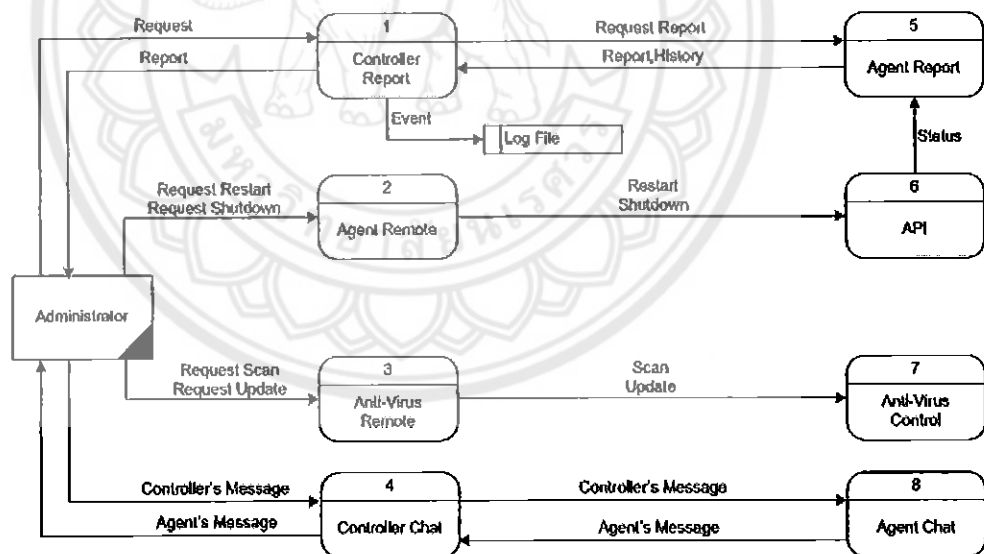 Request
1
Request Report
5
Report
Controller
Report
Report,History
Agent Report
Event
Log File
Status
Request Restart
Request Shutdown
2
Agent Remote
Restart
Shutdown
6
API
Administrator
Request Scan
Request Update
3
Anti-Virus
Remote
Scan
Update
7
Anti-Virus
Control
Controller's Message
4
Controller's Message
8
Agent's Message
Controller Chat
Agent's Message
Agent Chat